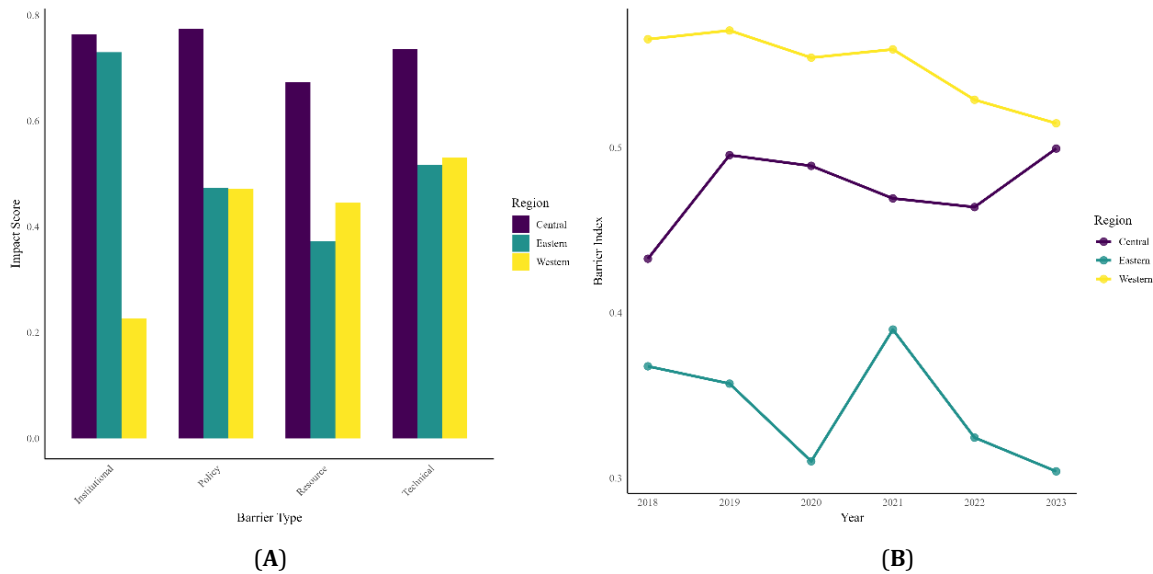 0.8
0.6
0.4
0.2
0.0
Impact Score
Institutional
Policy
Resource
Technical
Barrier Type
Region
Central
Eastern
Western
(A)
0.5
0.4
0.3
Barrier Index
2018 2019 2020 2021 2022 2023
Year
Region
Central
Eastern
Western
(B)